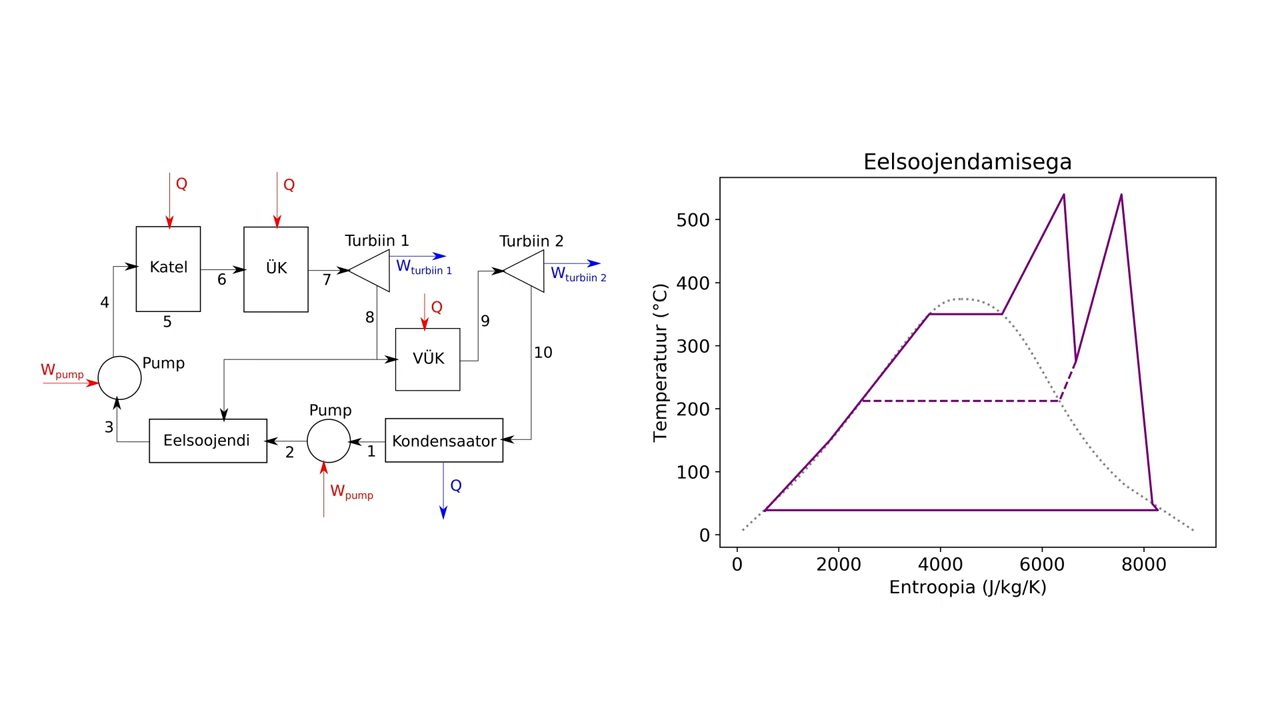 Q
Q
Katel
ÜK
Turbiin 1
W turbiin 1
Turbiin 2
W turbiin 2
4
5
6
7
8
Q
VÜK
9
10
W pump
Pump
3
Eelsoojendi
2
Pump
W pump
1
Kondensaator
Q
Eelsoojendamisega
Temperatuur (°C)
500
400
300
200
100
0
0 2000 4000 6000 8000
Entroopia (J/kg/K)